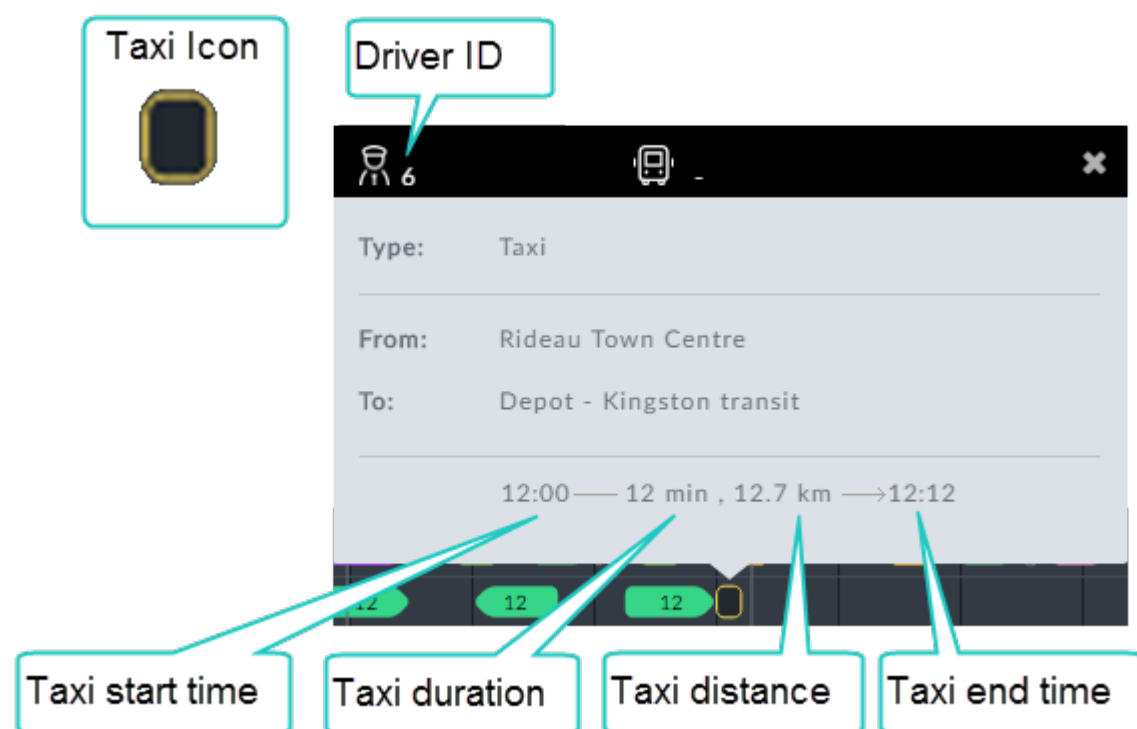 Taxi Icon
Driver ID
6 -
Type: Taxi
From: Rideau Town Centre
To: Depot - Kingston transit
12:00 12 min , 12.7 km 12:12
12 12 12
Taxi start time
Taxi duration
Taxi distance
Taxi end time